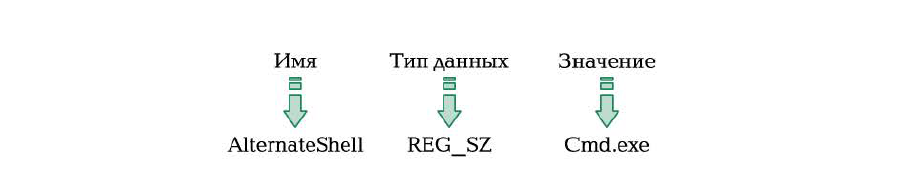 Имя Тип данных Значение
AlternateShell REG_SZ Cmd.exe